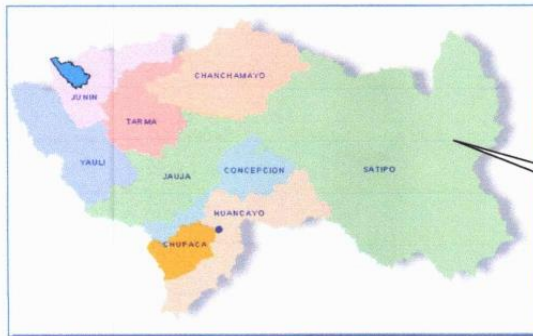 CHANCHAMAYO
JUNIN
TARMA
YAULI
JAUJA
CONCEPCION
SATIPO
HUANCAYO
CHUPACA